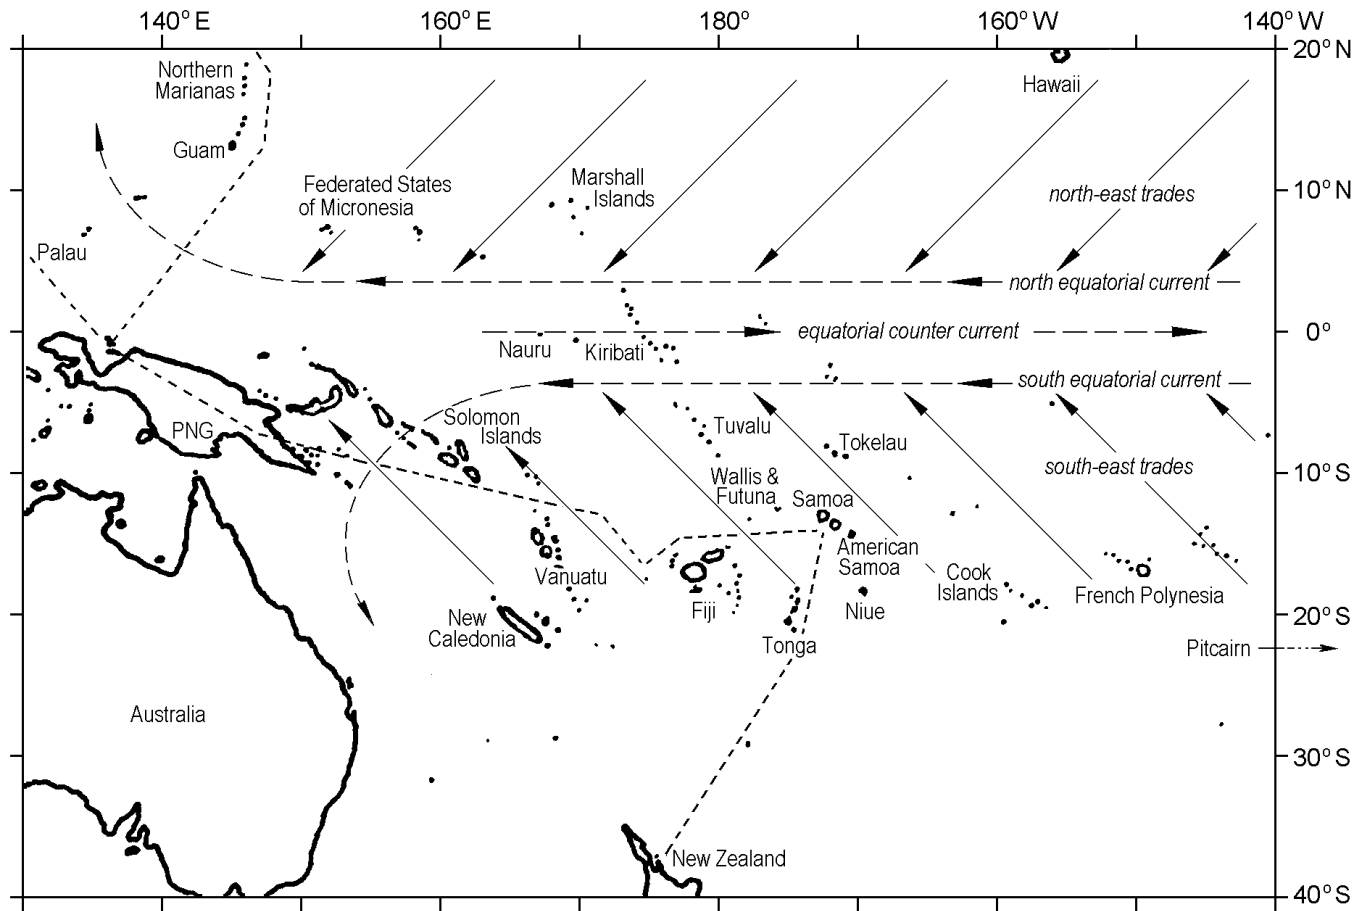 140° E
160° E
180°
160° W
140° W
20° N
Northern
Marianas
Hawaii
Guam
Federated States
of Micronesia
Marshall
Islands
north-east trades
10° N
Palau
north equatorial current
equatorial counter current
0°
Nauru
Kiribati
south equatorial current
Solomon
Islands
PNG
Tuvalu
Tokelau
south-east trades
10° S
Wallis &
Futuna
Samoa
American
Samoa
Vanuatu
Cook
Islands
French Polynesia
Fiji
Niue
20° S
New
Caledonia
Tonga
Pitcairn
Australia
30° S
New Zealand
40° S